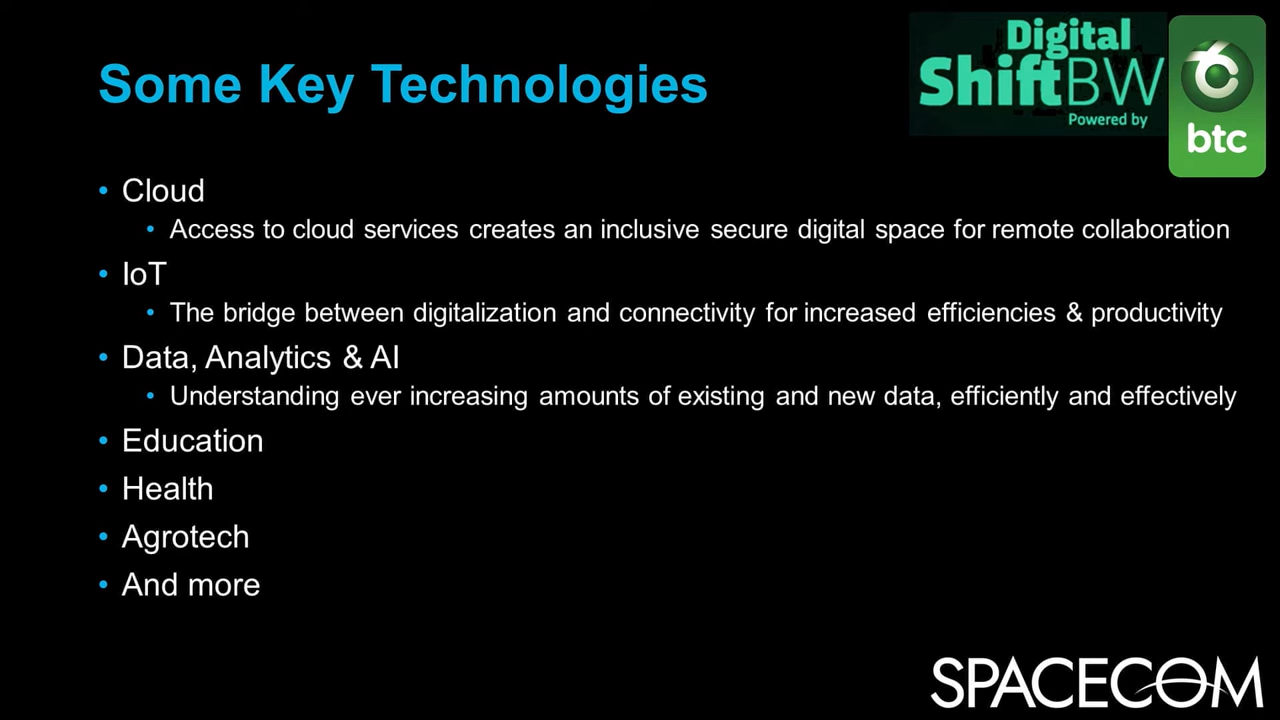 Digital
ShiftBW
Powered by
btc
Some Key Technologies
• Cloud
• Access to cloud services creates an inclusive secure digital space for remote collaboration
• IoT
• The bridge between digitalization and connectivity for increased efficiencies & productivity
• Data, Analytics & AI
• Understanding ever increasing amounts of existing and new data, efficiently and effectively
• Education
• Health
• Agrotech
• And more
SPACECOM